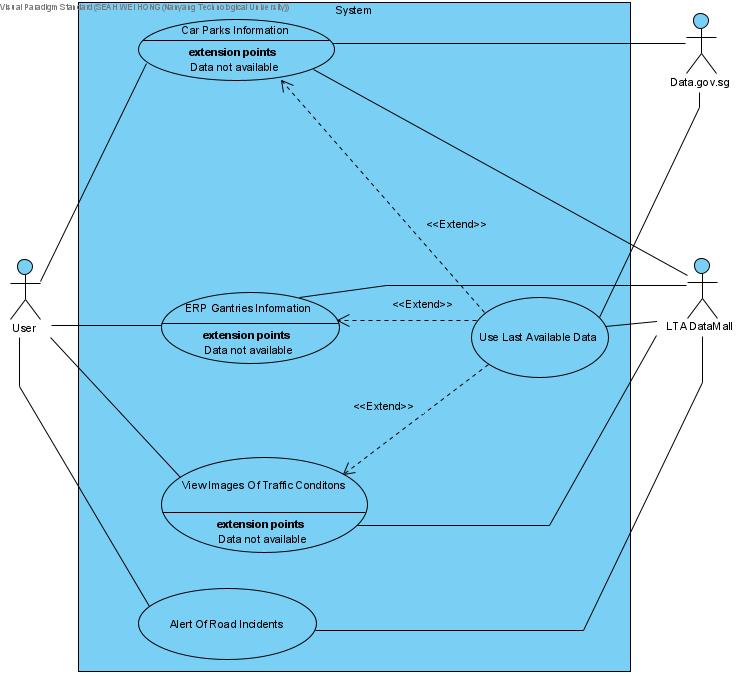 Visual Paradigm Standard(SEAH WEI HONG (Nanyang Technological University))
System
Car Parks Information
extension points
Data not available
Data.gov.sg
<<Extend>>
User
ERP Gantries Information
extension points
Data not available
<<Extend>>
Use Last Available Data
LTA DataMall
<<Extend>>
View Images Of Traffic Conditons
extension points
Data not available
Alert Of Road Incidents